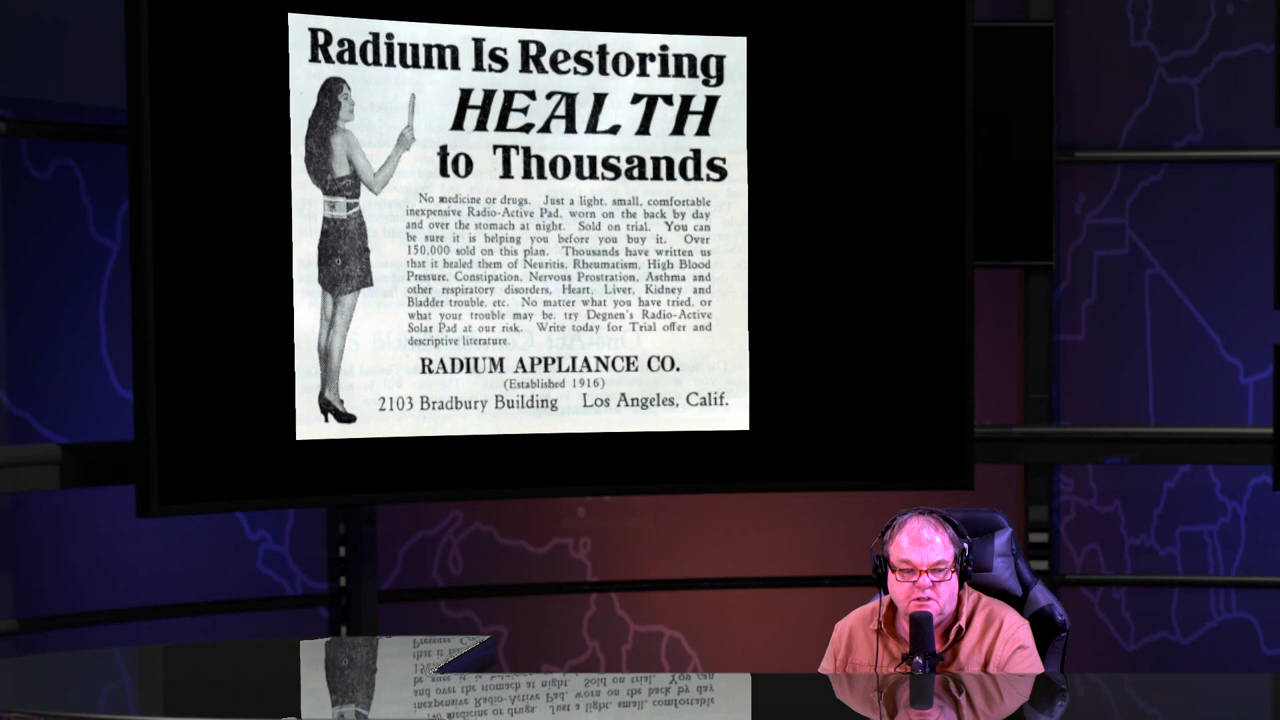 Radium Is Restoring
HEALTH
to Thousands
No medicine or drugs. Just a light, small, comfortable
inexpensive Radio-Active Pad, worn on the back by day
and over the stomach at night. Sold on trial. You can
be sure it is helping you before you buy it. Over
150,000 sold on this plan. Thousands have written us
that it healed them of Neuritis, Rheumatism, High Blood
Pressure, Constipation, Nervous Prostration, Asthma and
other respiratory disorders, Heart, Liver, Kidney and
Bladder trouble, etc. No matter what you have tried, or
what your trouble may be, try Degnen's Radio-Active
Solar Pad at our risk. Write today for Trial offer and
descriptive literature.
RADIUM APPLIANCE CO.
(Established 1916)
2103 Bradbury Building Los Angeles, Calif.